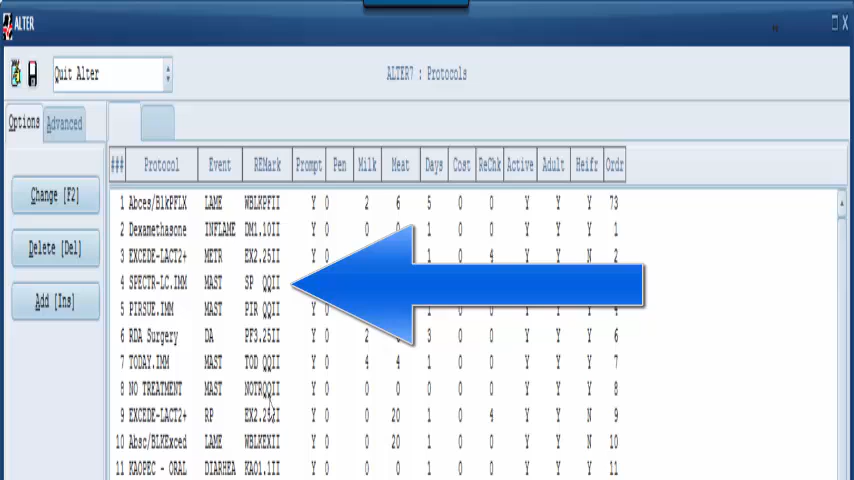 ALTER
Quit Alter
ALTER7 : Protocols
Options Advanced
### Protocol Event REMark Prompt Pen Milk Meat Days Cost ReChk Active Adult Heifr Ordr
Change [F2]
Delete [Del]
Add [Ins]
1 Abces/BlkPFLX LAME WBLKPFII Y 0 2 6 5 0 0 Y Y Y 73
2 Dexamethasone INFLAME DM1.10II Y 0 0 0 1 0 0 Y Y Y 1
3 EXCEDE-LACT2+ METR EX2.25II Y 0 1 0 4 Y Y N 2
4 SPECTR-LC.IMM MAST SP QQII
5 PIRSUE.IMM MAST PIR QQII Y
6 RDA Surgery DA PF3.25II Y 0 2 3 0 0 Y Y Y 6
7 TODAY.IMM MAST TOD QQII Y 0 4 4 1 0 0 Y Y Y 7
8 NO TREATMENT MAST NOTRQQII Y 0 0 0 0 0 0 Y Y Y 8
9 EXCEDE-LACT2+ RP EX2.25II Y 0 0 20 1 0 4 Y Y N 9
10 Absc/BLKExced LAME WBLKEXII Y 0 0 20 1 0 0 Y Y N 10
11 KAOPEC - ORAL DIARHEA KAO1.1II Y 0 0 0 1 0 0 Y Y Y 11